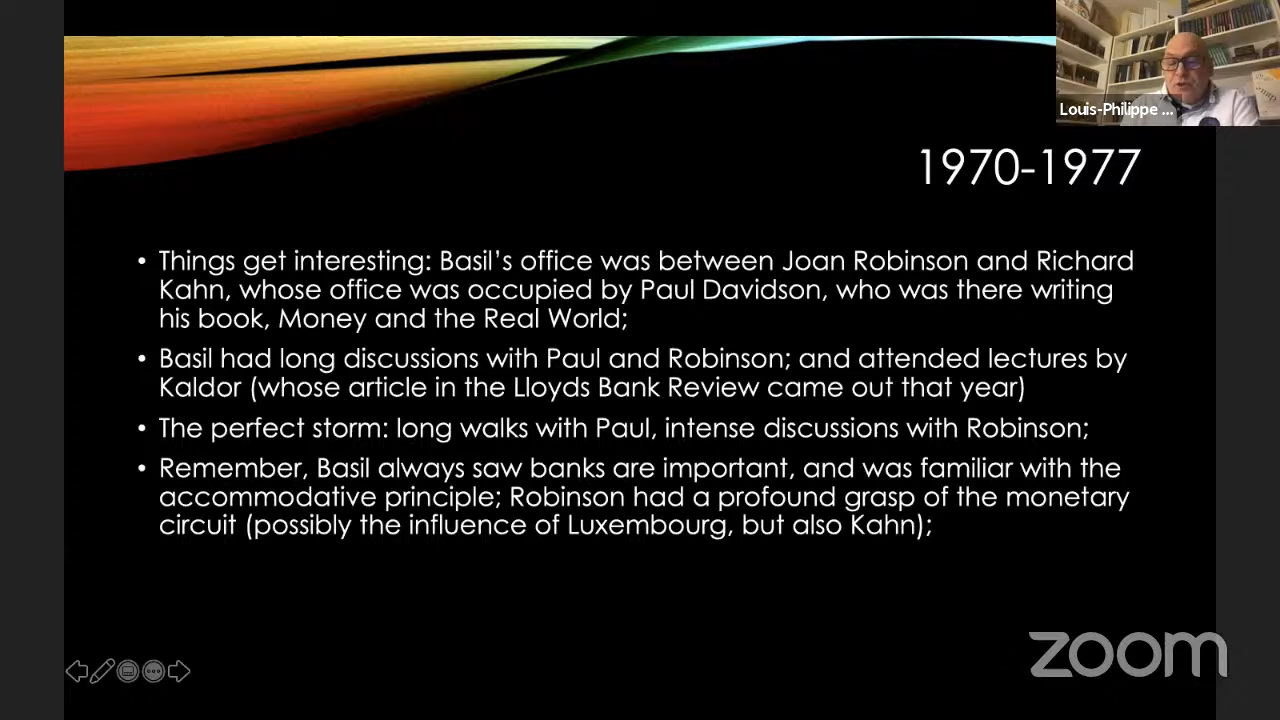 Louis-Philippe ...
1970-1977
• Things get interesting: Basil's office was between Joan Robinson and Richard
Kahn, whose office was occupied by Paul Davidson, who was there writing
his book, Money and the Real World;
• Basil had long discussions with Paul and Robinson; and attended lectures by
Kaldor (whose article in the Lloyds Bank Review came out that year)
• The perfect storm: long walks with Paul, intense discussions with Robinson;
• Remember, Basil always saw banks are important, and was familiar with the
accommodative principle; Robinson had a profound grasp of the monetary
circuit (possibly the influence of Luxembourg, but also Kahn);
zoom